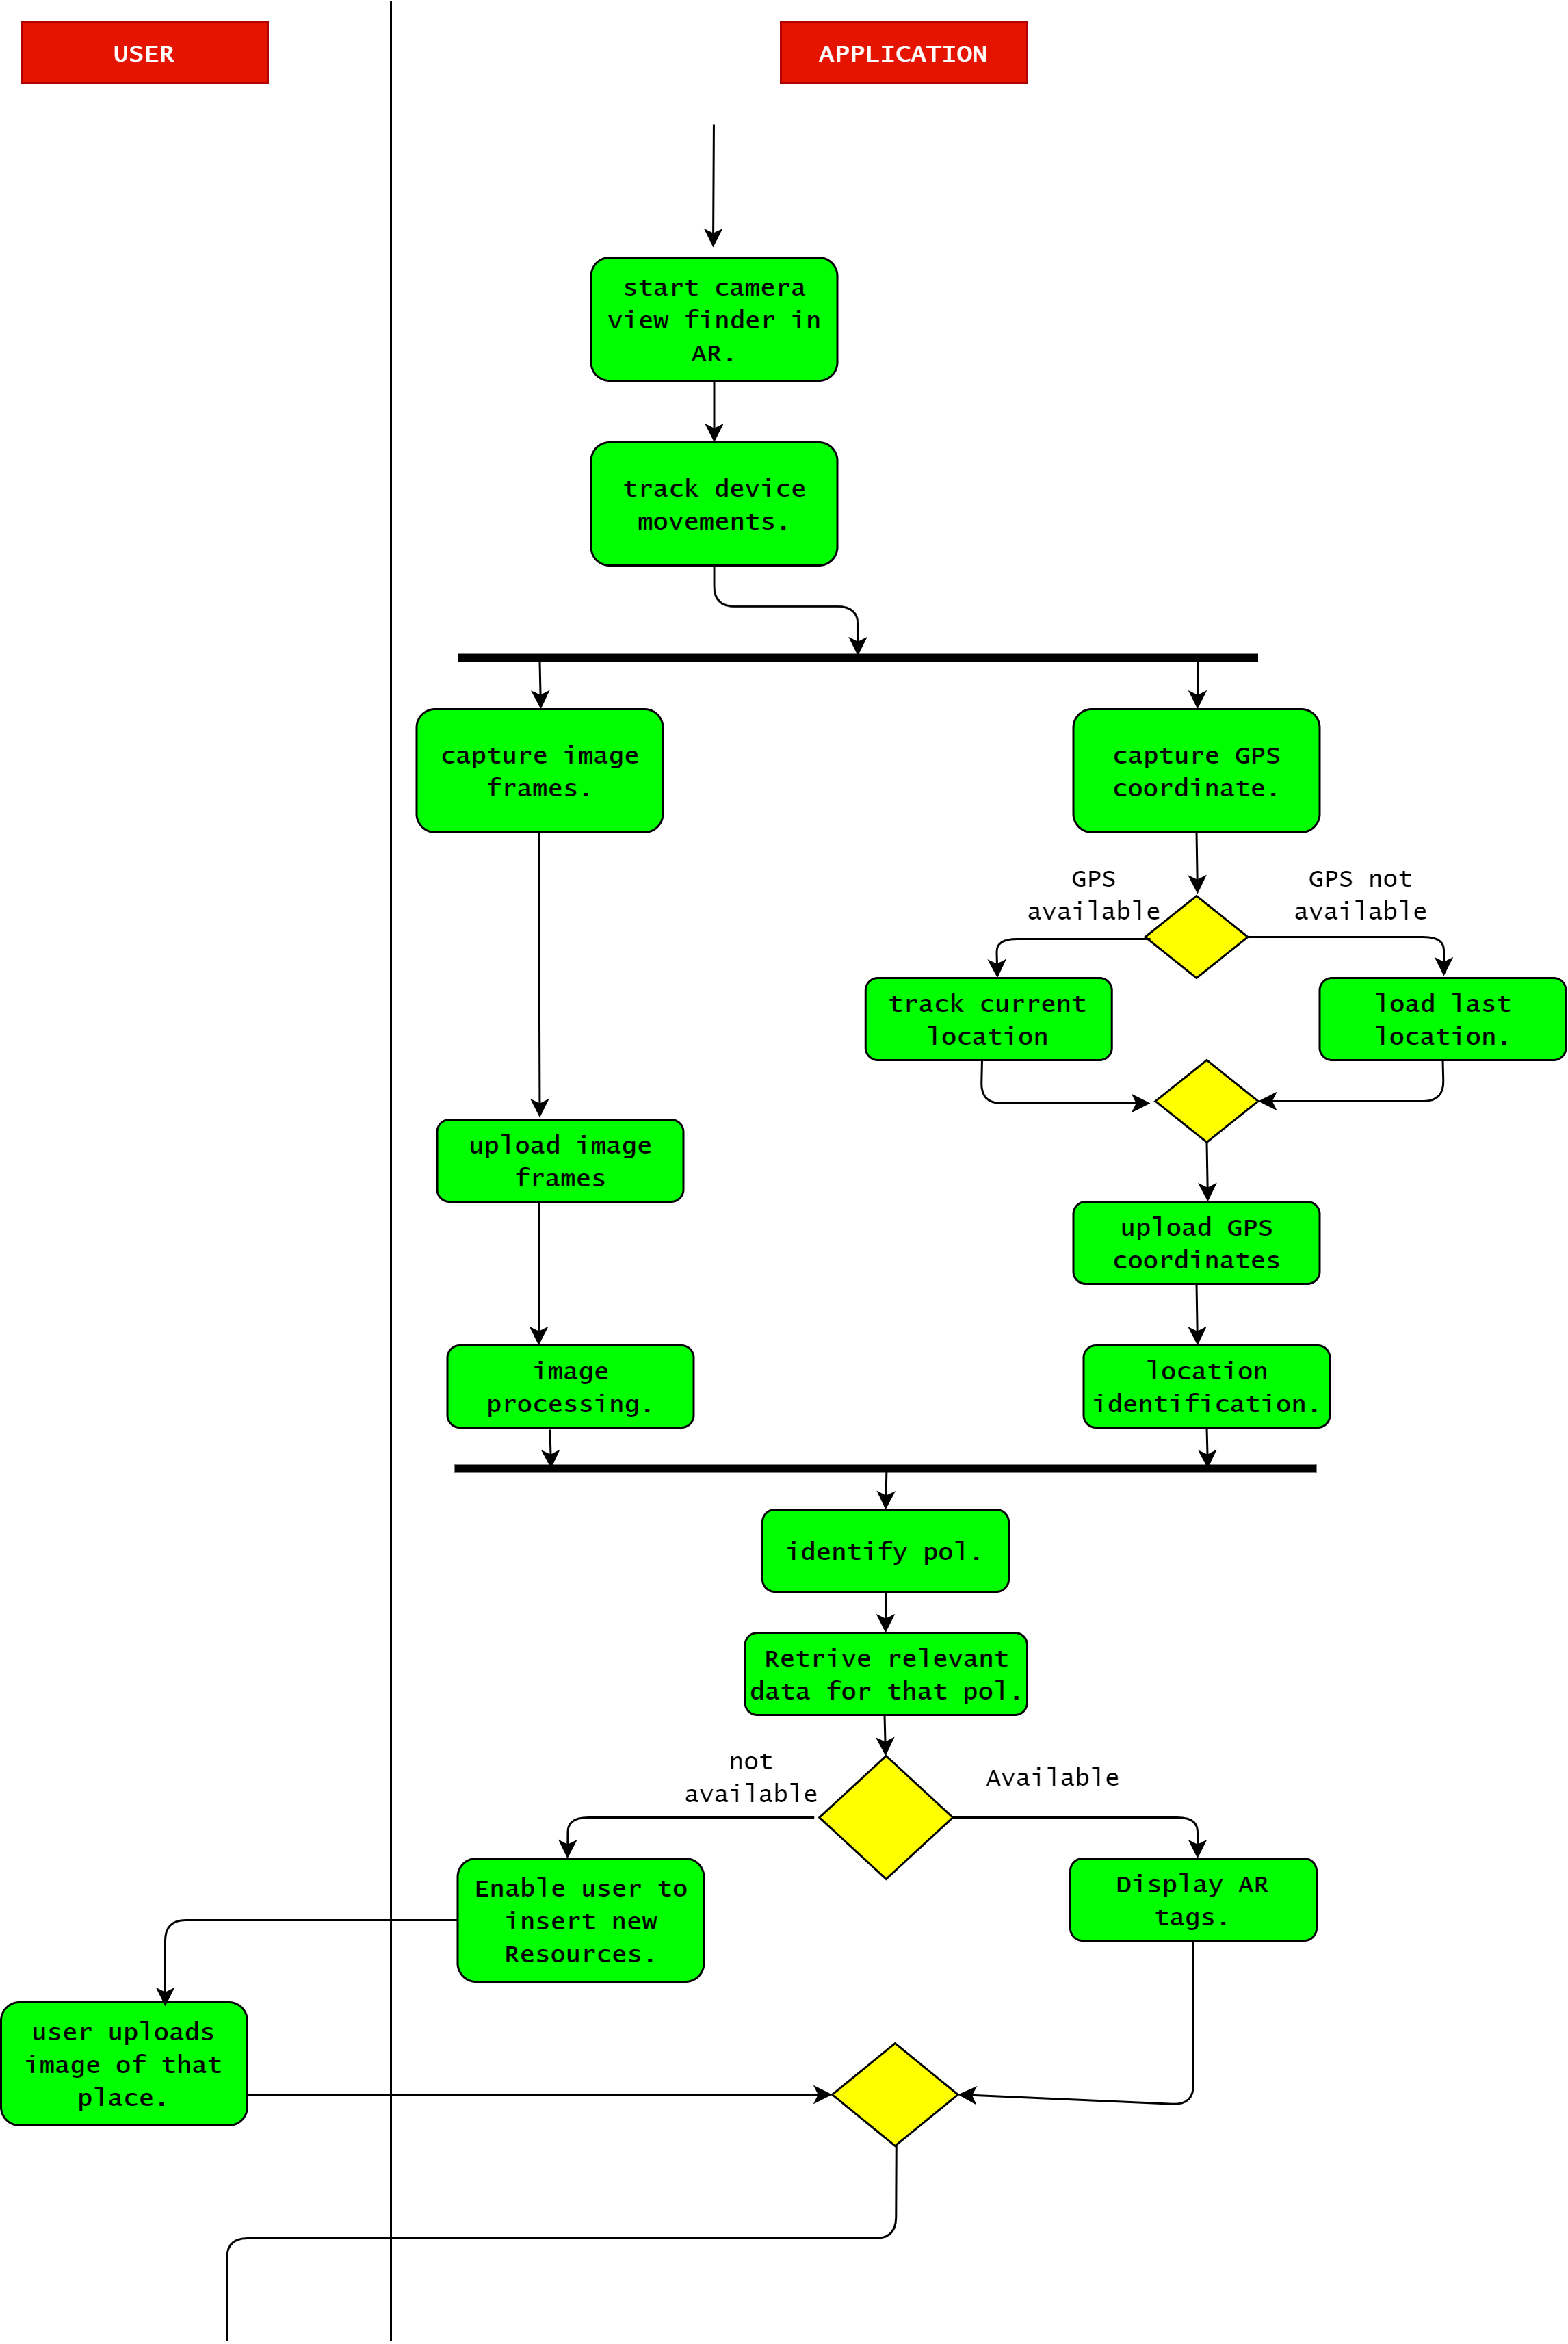 USER
APPLICATION
start camera
view finder in
AR.
track device
movements.
capture image
frames.
capture GPS
coordinate.
GPS
available
GPS not
available
track current
location
load last
location.
upload image
frames
upload GPS
coordinates
image
processing.
location
identification.
identify pol.
Retrive relevant
data for that pol.
not
available
Available
Enable user to
insert new
Resources.
Display AR
tags.
user uploads
image of that
place.